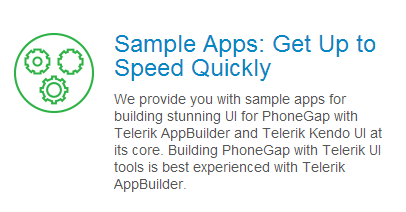 Sample Apps: Get Up to
Speed Quickly
We provide you with sample apps for
building stunning UI for PhoneGap with
Telerik AppBuilder and Telerik Kendo UI at
its core. Building PhoneGap with Telerik UI
tools is best experienced with Telerik
AppBuilder.